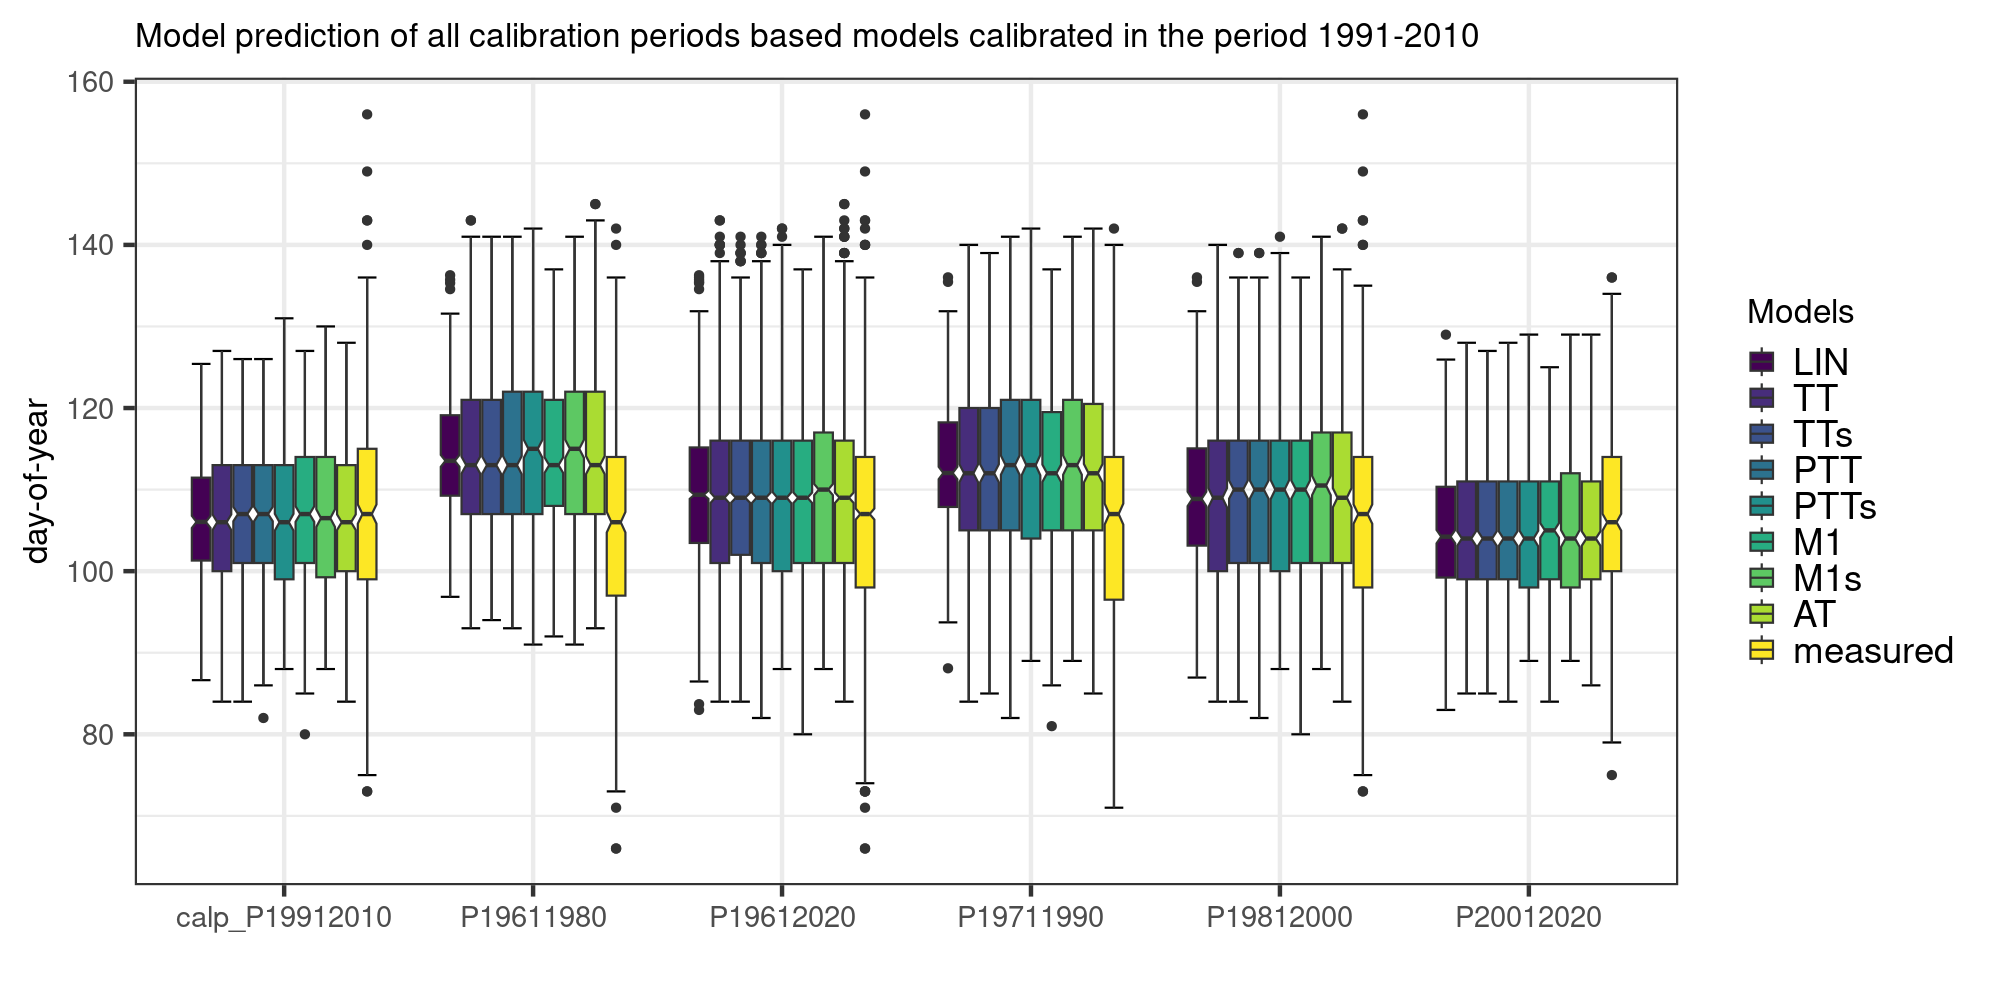 Model prediction of all calibration periods based models calibrated in the period 1991-2010
160
140
120
100
80
day-of-year
calp_P19912010 P19611980 P19612020 P19711990 P19812000 P20012020
Models
LIN
TT
TTs
PTT
PTTs
M1
M1s
AT
measured